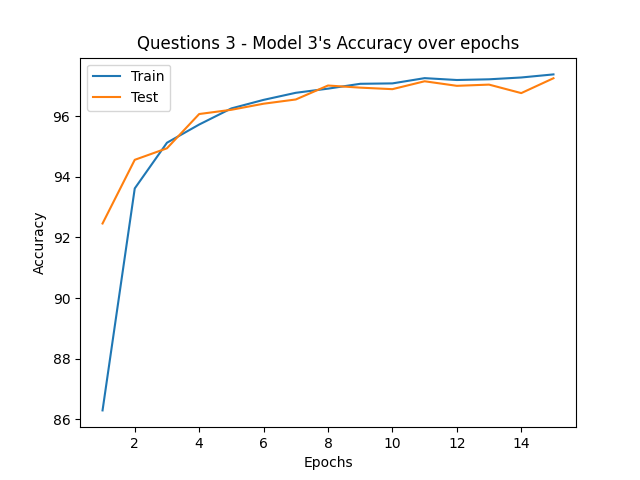 Questions 3 - Model 3's Accuracy over epochs
Train
Test
96
94
92
90
88
86
Accuracy
2 4 6 8 10 12 14
Epochs